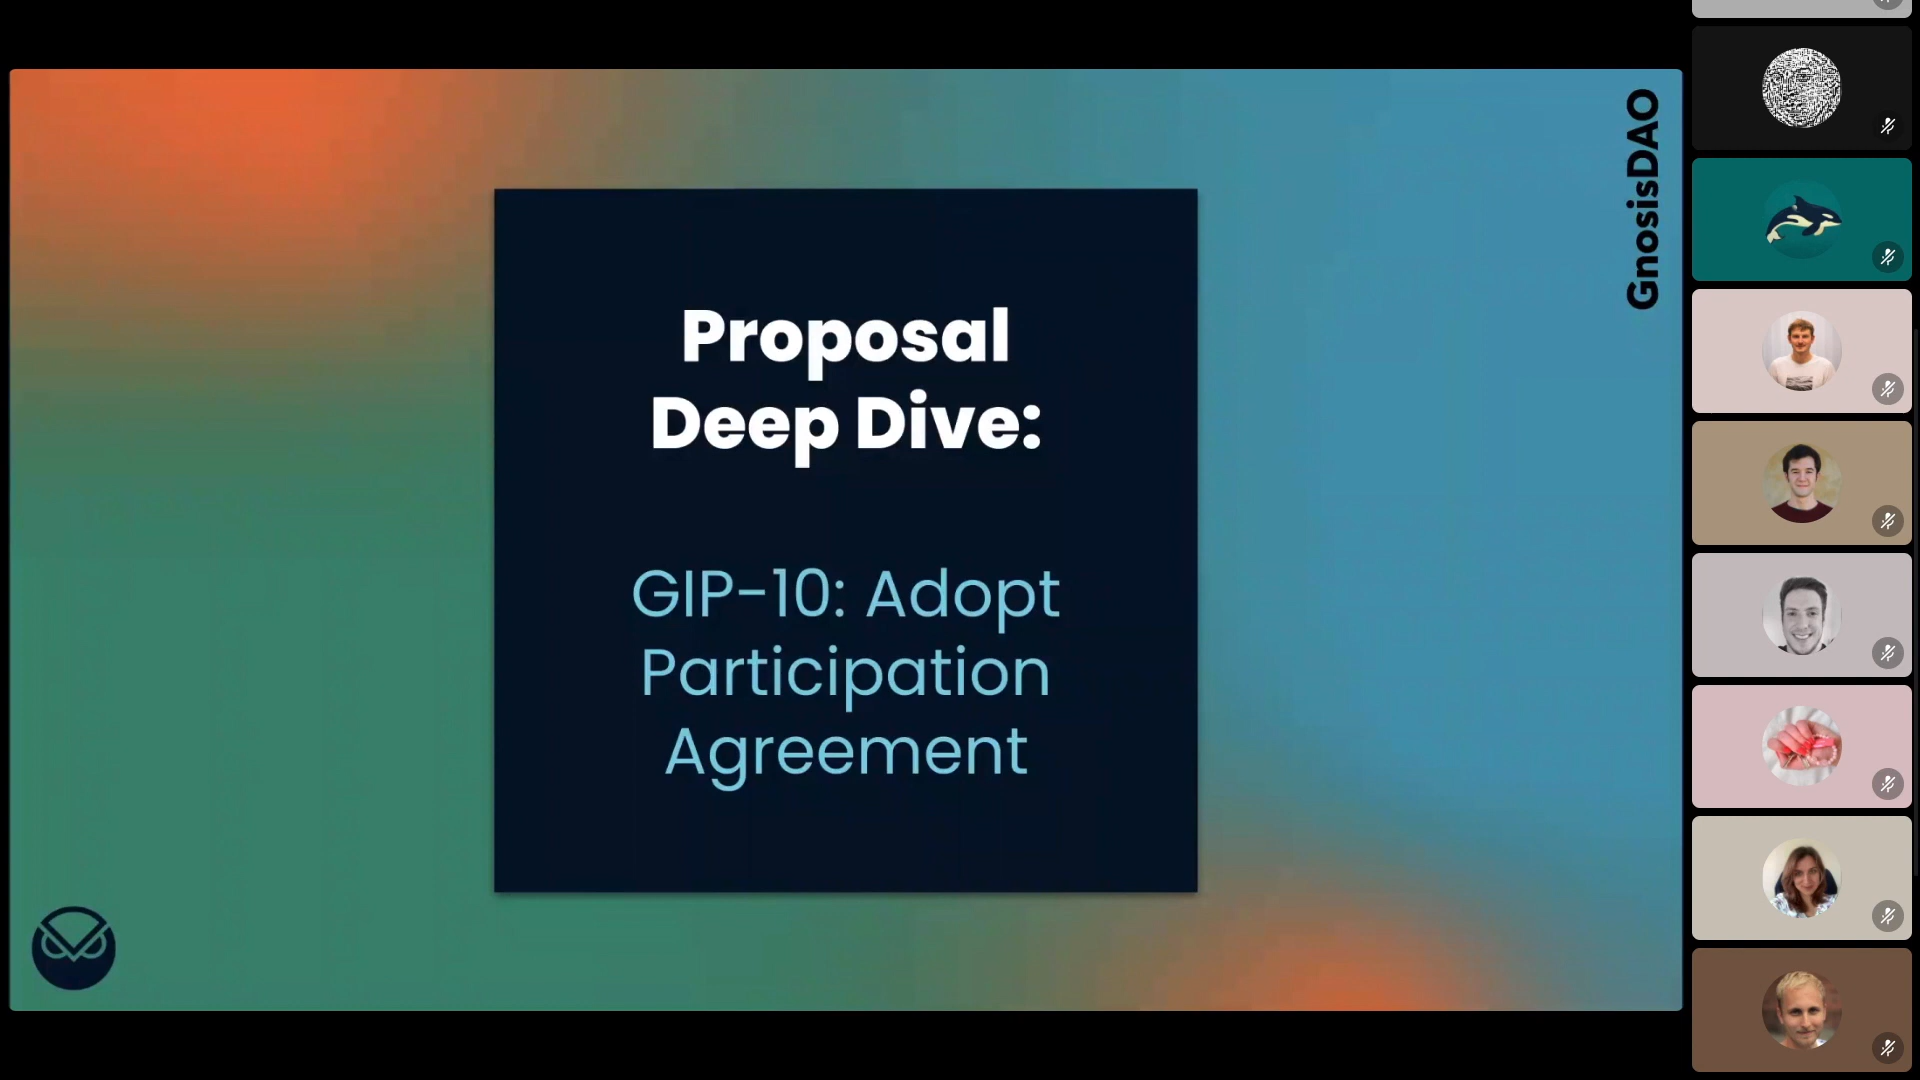 GnosisDAO
Proposal
Deep Dive:
GIP-10: Adopt
Participation
Agreement